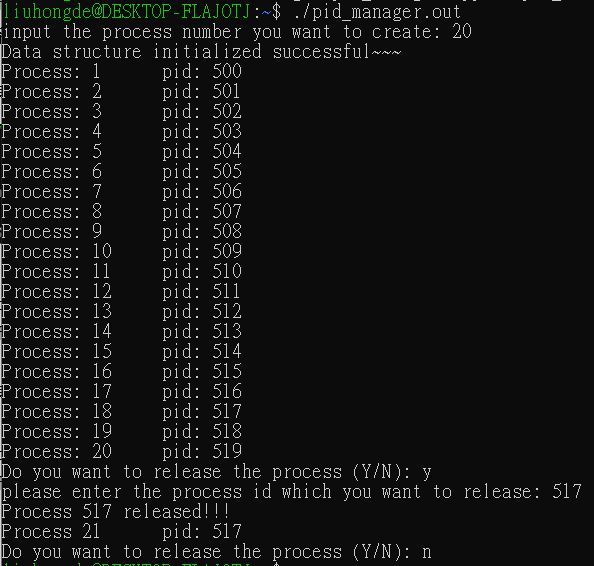 liuhongde@DESKTOP-FLAJOTJ:~$ ./pid_manager.out
input the process number you want to create: 20
Data structure initialized successful~~~
Process: 1 pid: 500
Process: 2 pid: 501
Process: 3 pid: 502
Process: 4 pid: 503
Process: 5 pid: 504
Process: 6 pid: 505
Process: 7 pid: 506
Process: 8 pid: 507
Process: 9 pid: 508
Process: 10 pid: 509
Process: 11 pid: 510
Process: 12 pid: 511
Process: 13 pid: 512
Process: 14 pid: 513
Process: 15 pid: 514
Process: 16 pid: 515
Process: 17 pid: 516
Process: 18 pid: 517
Process: 19 pid: 518
Process: 20 pid: 519
Do you want to release the process (Y/N): y
please enter the process id which you want to release: 517
Process 517 released!!!
Process 21 pid: 517
Do you want to release the process (Y/N): n